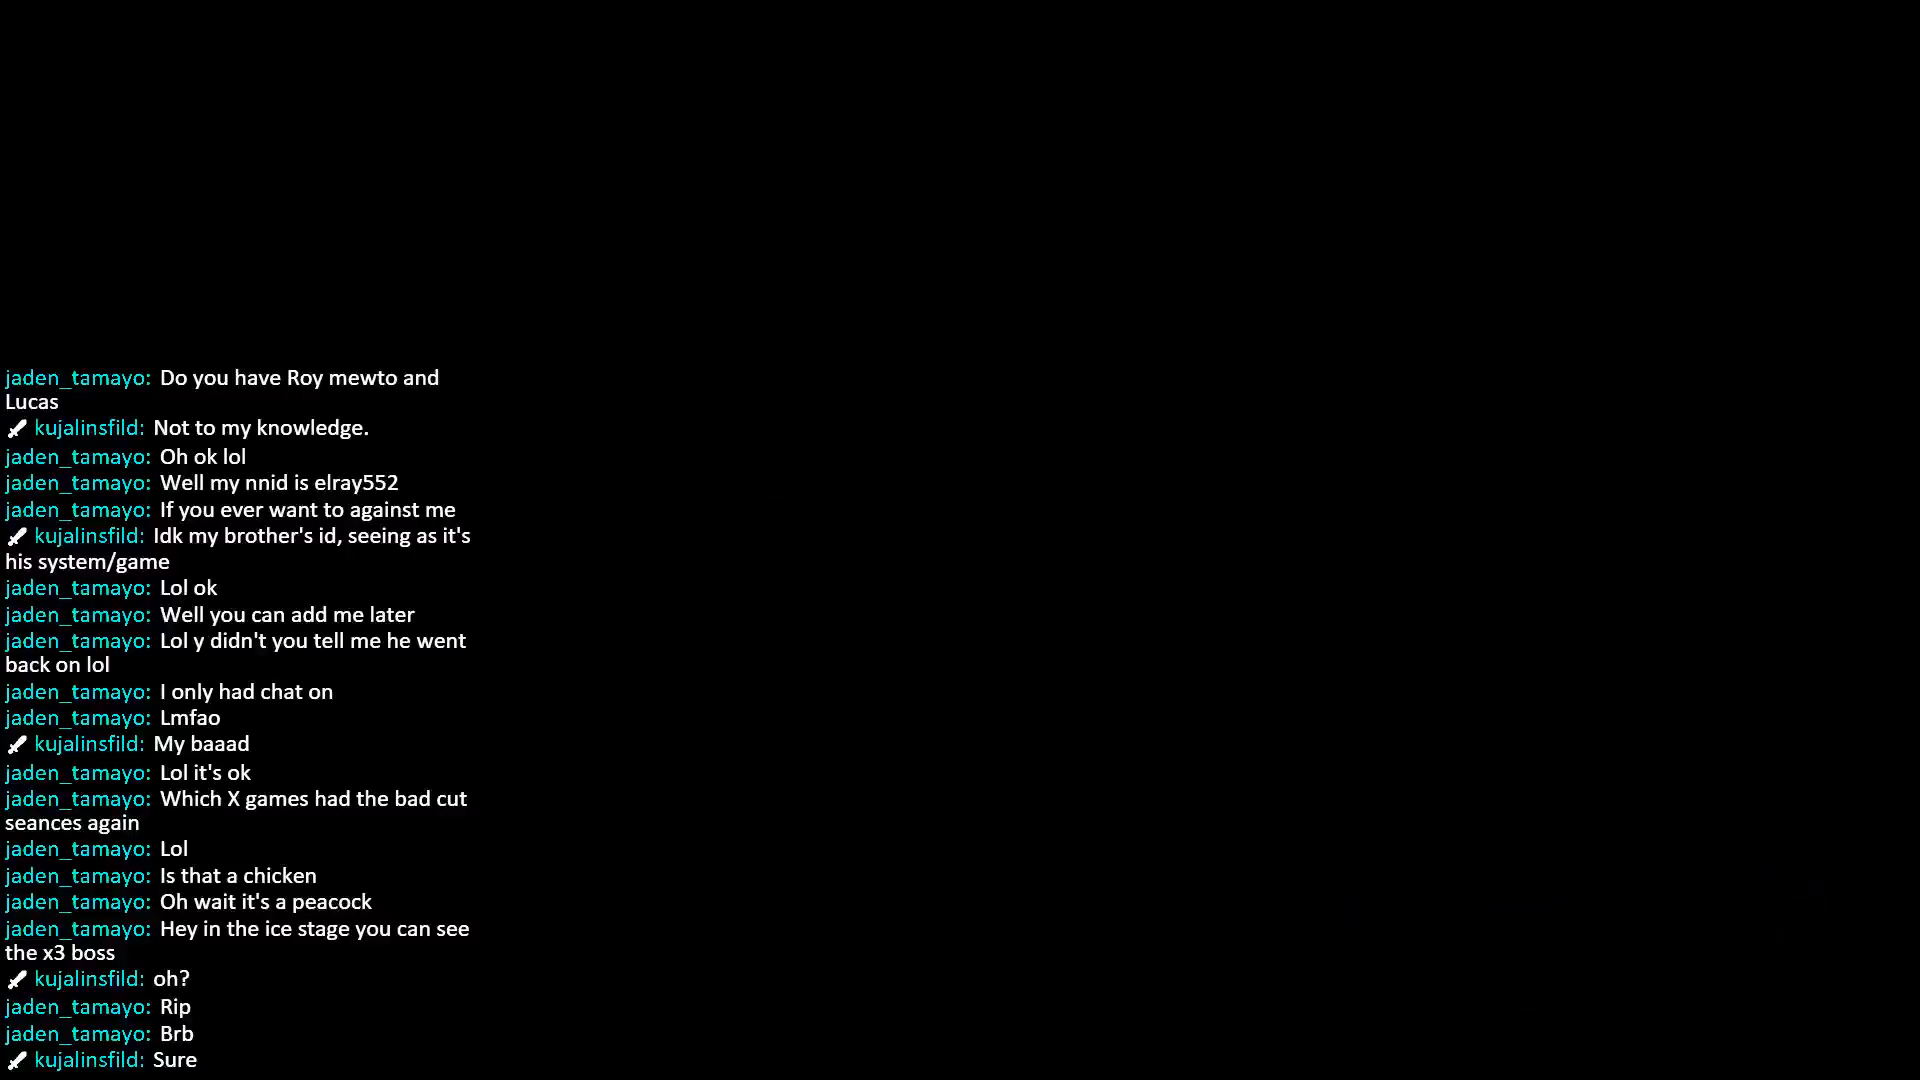 jaden_tamayo: Do you have Roy mewto and
Lucas
kujalinsfild: Not to my knowledge.
jaden_tamayo: Oh ok lol
jaden_tamayo: Well my nnid is elray552
jaden_tamayo: If you ever want to against me
kujalinsfild: Idk my brother's id, seeing as it's
his system/game
jaden_tamayo: Lol ok
jaden_tamayo: Well you can add me later
jaden_tamayo: Lol y didn't you tell me he went
back on lol
jaden_tamayo: I only had chat on
jaden_tamayo: Lmfao
kujalinsfild: My baaad
jaden_tamayo: Lol it's ok
jaden_tamayo: Which X games had the bad cut
seances again
jaden_tamayo: Lol
jaden_tamayo: Is that a chicken
jaden_tamayo: Oh wait it's a peacock
jaden_tamayo: Hey in the ice stage you can see
the x3 boss
kujalinsfild: oh?
jaden_tamayo: Rip
jaden_tamayo: Brb
kujalinsfild: Sure